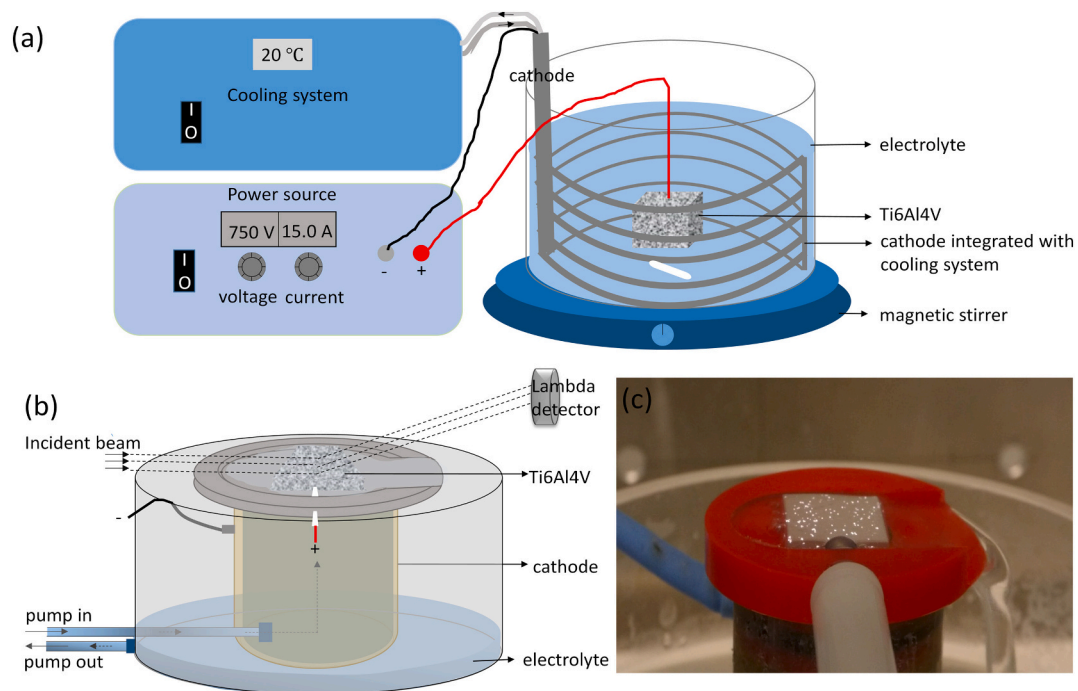 (a)
20 ℃
Cooling system
I
O
cathode
electrolyte
Power source
750 V 15.0 A
I
O
- +
voltage current
Ti6Al4V
cathode integrated with
cooling system
magnetic stirrer
(b)
Lambda
detector
Incident beam
Ti6Al4V
-
+
cathode
pump in
pump out
electrolyte
(c)